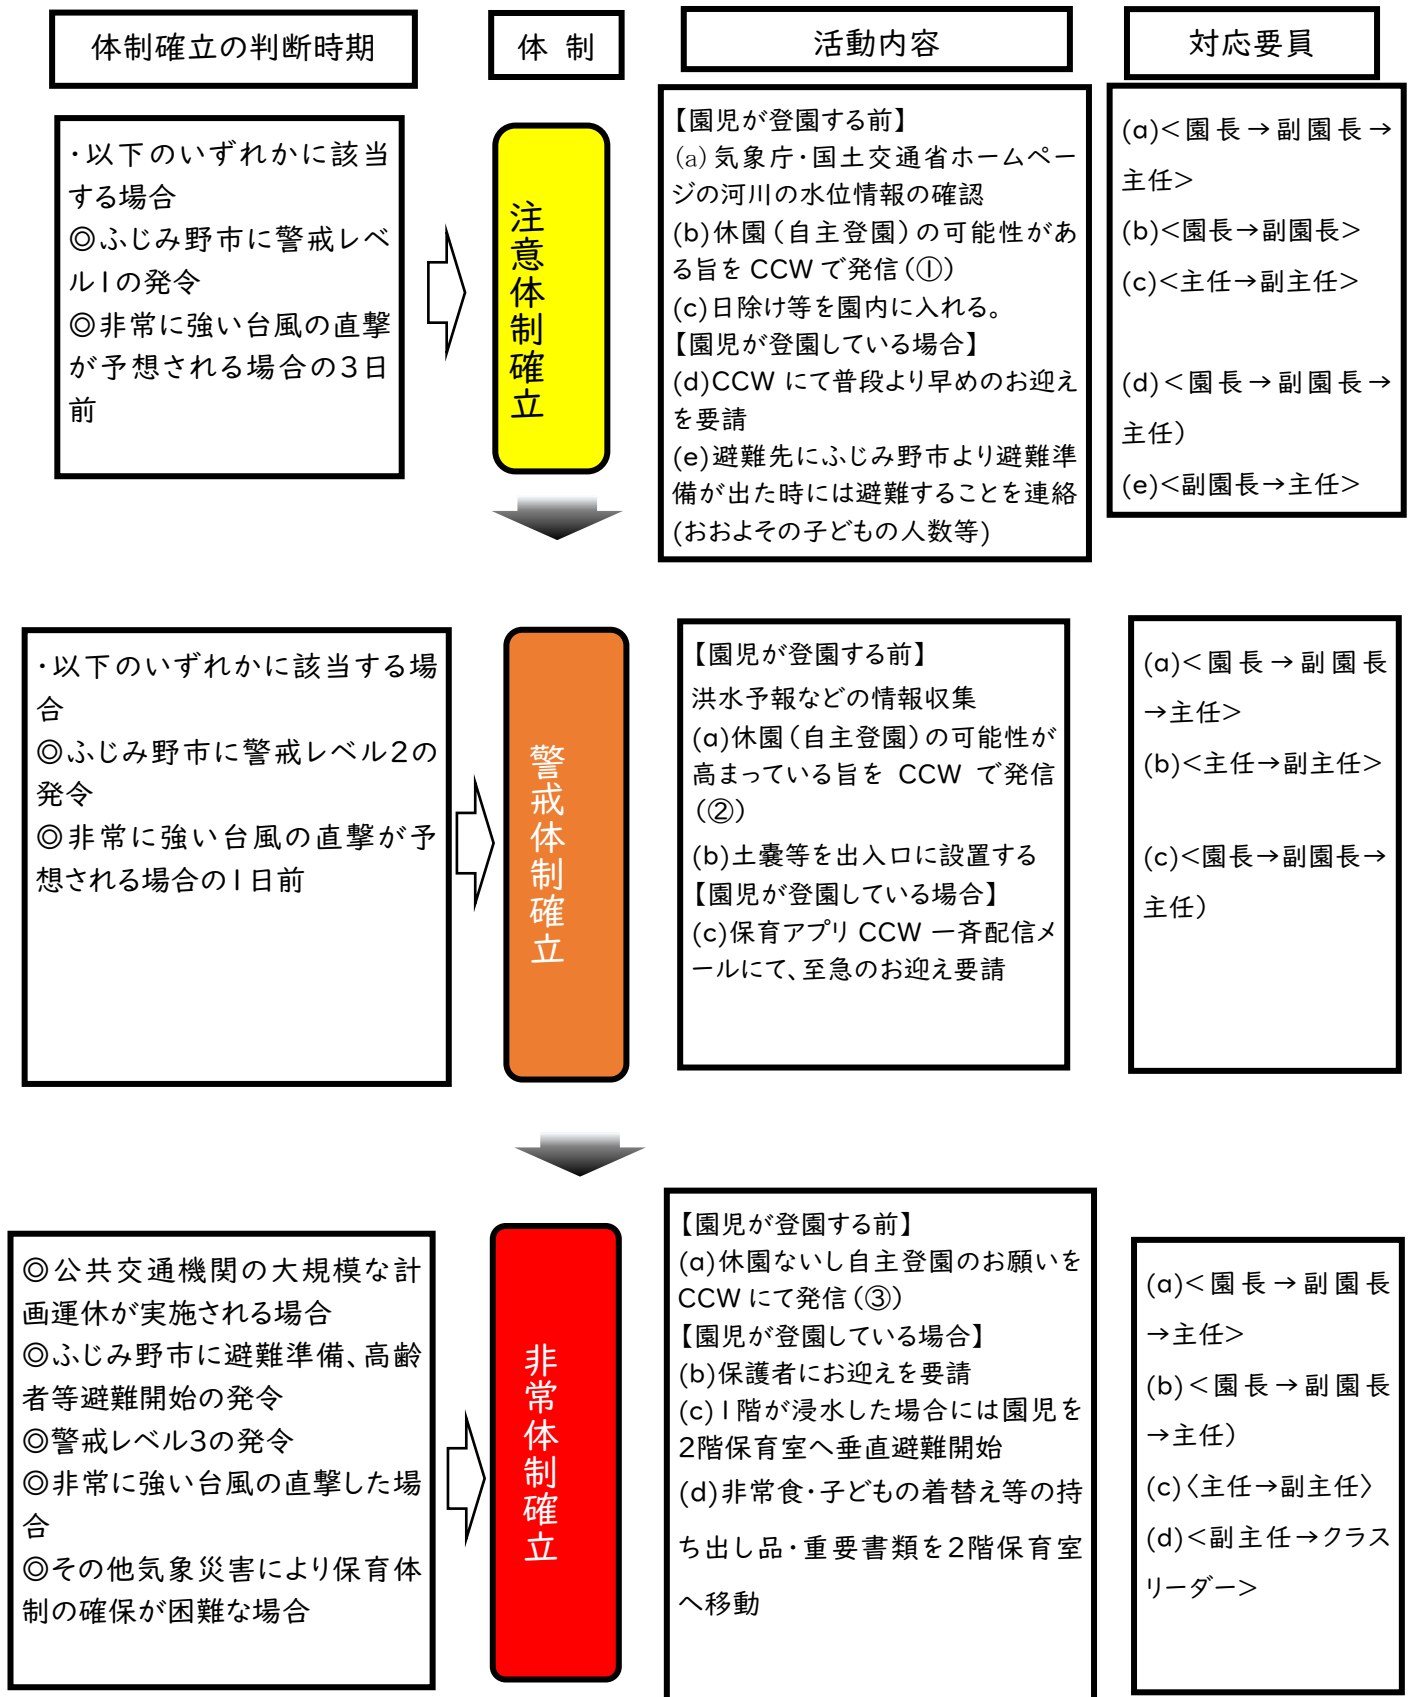 体制確立の判断時期
体 制
活動内容
対応要員
・以下のいずれかに該当
する場合
◎ふじみ野市に警戒レベ
ル1の発令
◎非常に強い台風の直撃
が予想される場合の3日
前
注意体制確立
【園児が登園する前】
(a)気象庁・国土交通省ホームペー
ジの河川の水位情報の確認
(b)休園(自主登園)の可能性があ
る旨を CCW で発信(①)
(c)日除け等を園内に入れる。
【園児が登園している場合】
(d)CCW にて普段より早めのお迎え
を要請
(e)避難先にふじみ野市より避難準
備が出た時には避難することを連絡
(おおよその子どもの人数等)
(a)<園長→副園長→
主任>
(b)<園長→副園長>
(c)<主任→副主任>
(d)<園長→副園長→
主任)
(e)<副園長→主任>
・以下のいずれかに該当する場
合
◎ふじみ野市に警戒レベル2の
発令
◎非常に強い台風の直撃が予
想される場合の1日前
警戒体制確立
【園児が登園する前】
洪水予報などの情報収集
(a)休園(自主登園)の可能性が
高まっている旨を CCW で発信
(②)
(b)土嚢等を出入口に設置する
【園児が登園している場合】
(c)保育アプリ CCW 一斉配信メ
ールにて、至急のお迎え要請
(a)<園長→副園長
→主任>
(b)<主任→副主任>
(c)<園長→副園長→
主任)
◎公共交通機関の大規模な計
画運休が実施される場合
◎ふじみ野市に避難準備、高齢
者等避難開始の発令
◎警戒レベル3の発令
◎非常に強い台風の直撃した場
合
◎その他気象災害により保育体
制の確保が困難な場合
非常体制確立
【園児が登園する前】
(a)休園ないし自主登園のお願いを
CCW にて発信(③)
【園児が登園している場合】
(b)保護者にお迎えを要請
(c)1階が浸水した場合には園児を
2階保育室へ垂直避難開始
(d)非常食・子どもの着替え等の持
ち出し品・重要書類を2階保育室
へ移動
(a)<園長→副園長
→主任>
(b)<園長→副園長
→主任)
(c)〈主任→副主任〉
(d)<副主任→クラス
リーダー>